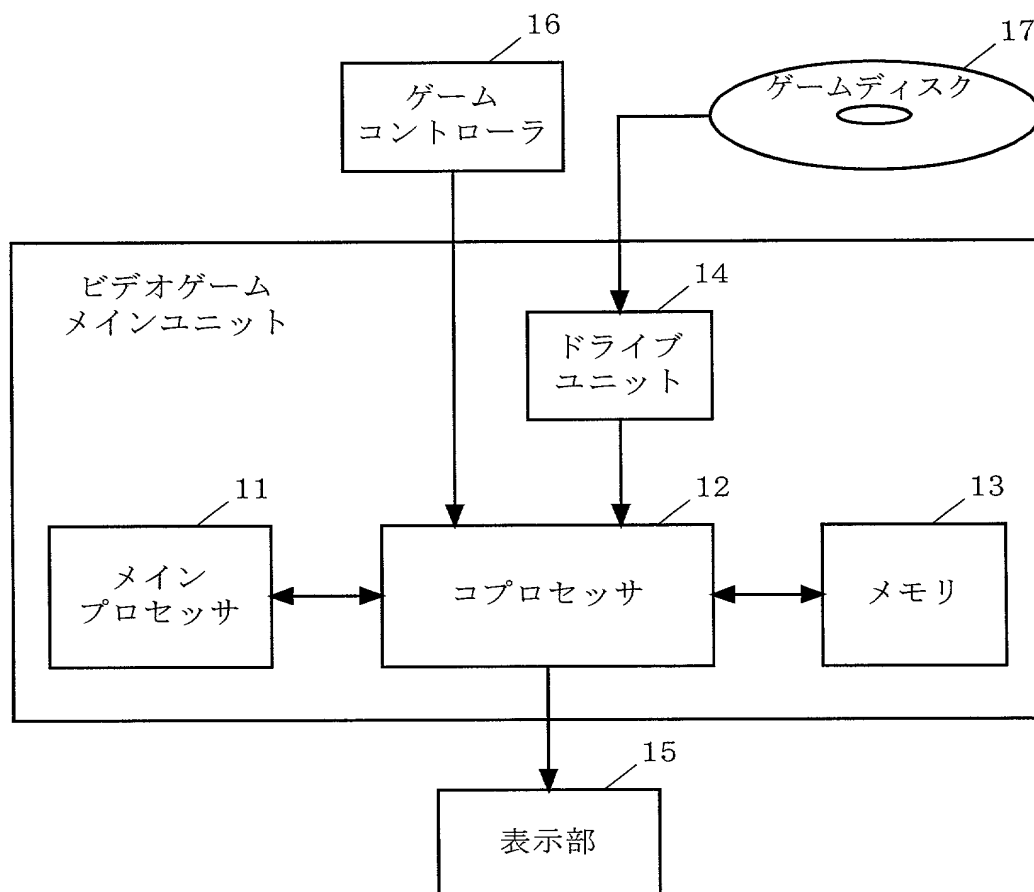 16
ゲーム
コントローラ
17
ゲームディスク
ビデオゲーム
メインユニット
14
ドライブ
ユニット
11
メイン
プロセッサ
12
コプロセッサ
13
メモリ
15
表示部